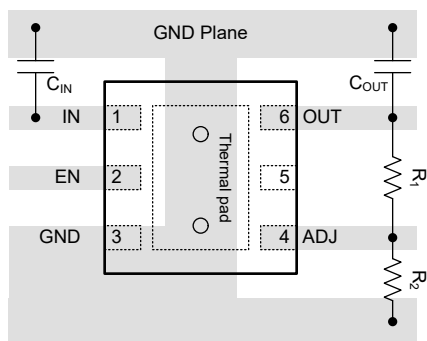 GND Plane
CIN
COUT
IN 1
6 OUT
EN 2
5
GND 3
4 ADJ
Thermal pad
R1
R2